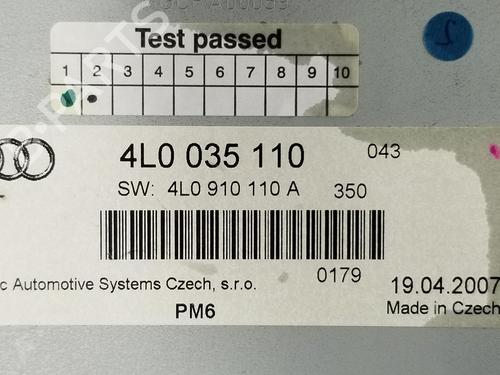 Test passed
1 2 3 4 5 6 7 8 9 10
2
4L0 035 110 043
SW: 4L0 910 110 A 350
0179
c Automotive Systems Czech, s.r.o. 19.04.2007
PM6 Made in Czech